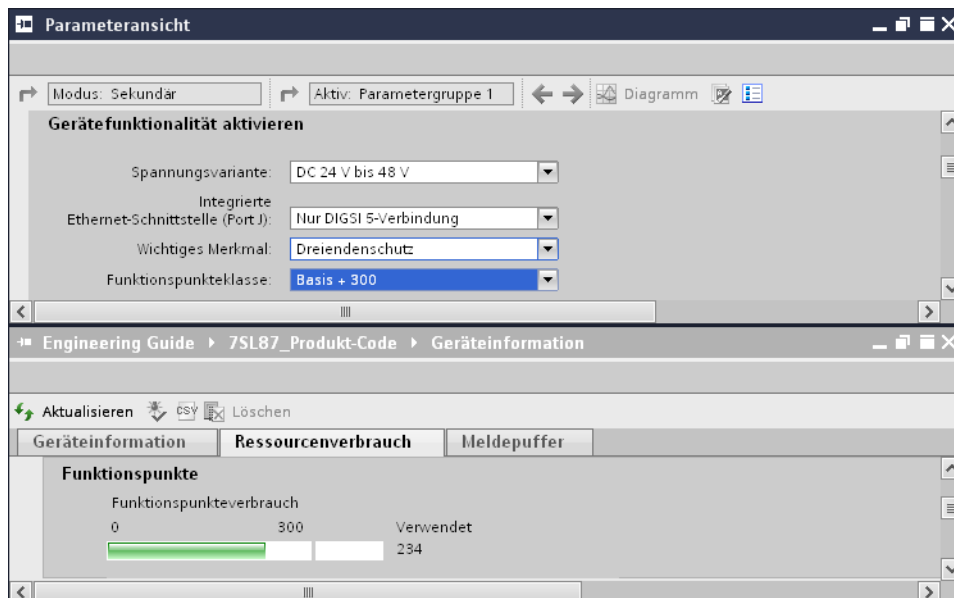 Parameteransicht
Modus: Sekundär
Aktiv: Parametergruppe 1
Diagramm
Gerätefunktionalität aktivieren
Spannungsvariante: DC 24 V bis 48 V
Integrierte
Ethernet-Schnittstelle (Port J): Nur DIGSI 5-Verbindung
Wichtiges Merkmal: Dreiendenschutz
Funktionspunkteklasse: Basis + 300
Engineering Guide ▸ 7SL87_Produkt-Code ▸ Geräteinformation
Aktualisieren CSV Löschen
Geräteinformation Ressourcenverbrauch Meldepuffer
Funktionspunkte
Funktionspunkteverbrauch
0 300 Verwendet
234